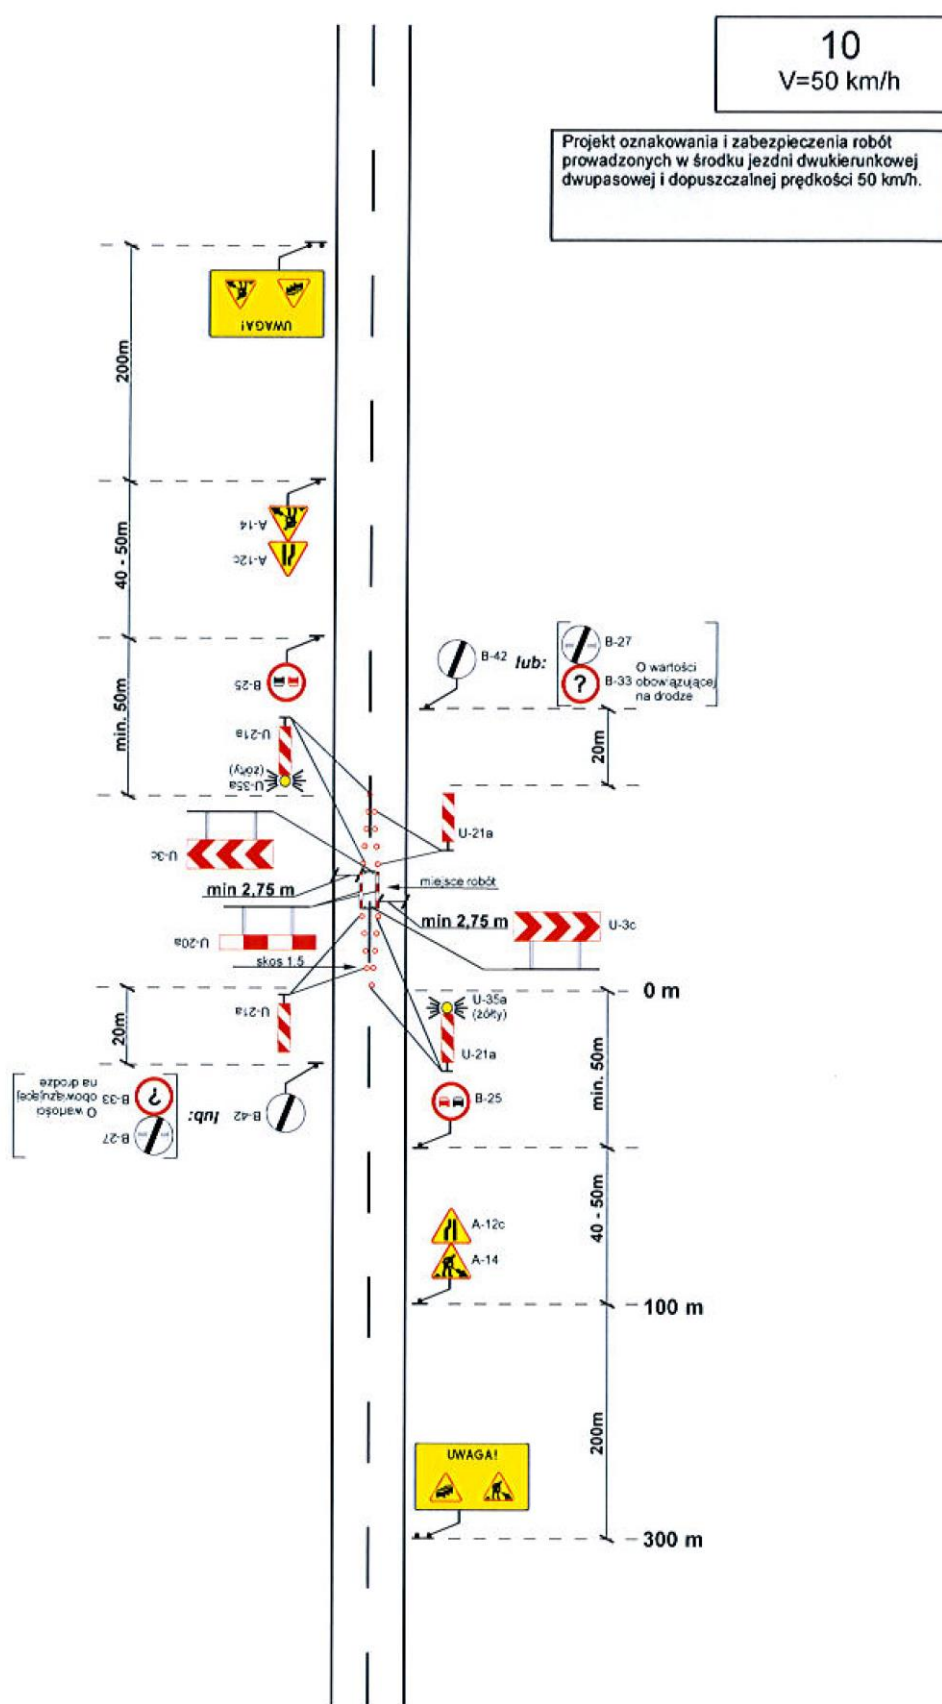 10
V=50 km/h
Projekt oznakowania i zabezpieczenia robót
prowadzonych w środku jezdni dwukierunkowej
dwupasowej i dopuszczalnej prędkości 50 km/h.
UWAGA!
200m
A-14
A-12c
40 - 50m
B-25
min. 50m
U-21a
U-35a
(żółty)
B-42
lub:
B-27
?
B-33
O wartości
obowiązującej
na drodze
20m
U-21a
U-3c
min 2,75 m
miejsce robót
min 2,75 m
U-3c
U-20a
skos 1:5
0 m
U-35a
(żółty)
U-21a
U-21a
20m
min. 50m
B-25
B-42
lub:
?
B-33
O wartości
obowiązującej
na drodze
B-27
A-12c
40 - 50m
A-14
100 m
200m
UWAGA!
300 m